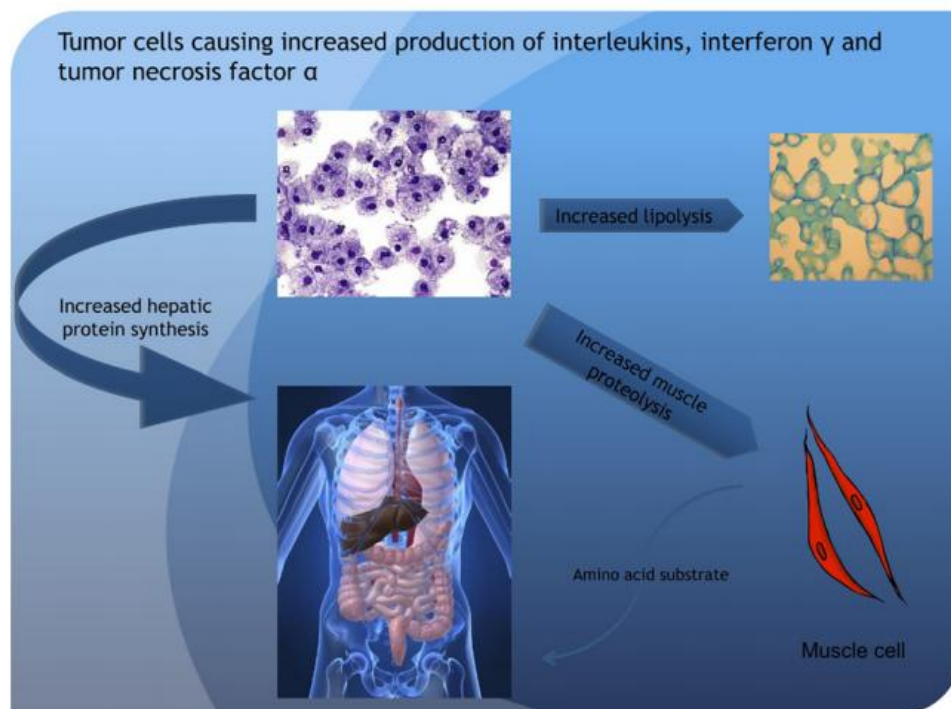 Tumor cells causing increased production of interleukins, interferon γ and
tumor necrosis factor α
Increased lipolysis
Increased hepatic
protein synthesis
Increased muscle
proteolysis
Amino acid substrate
Muscle cell